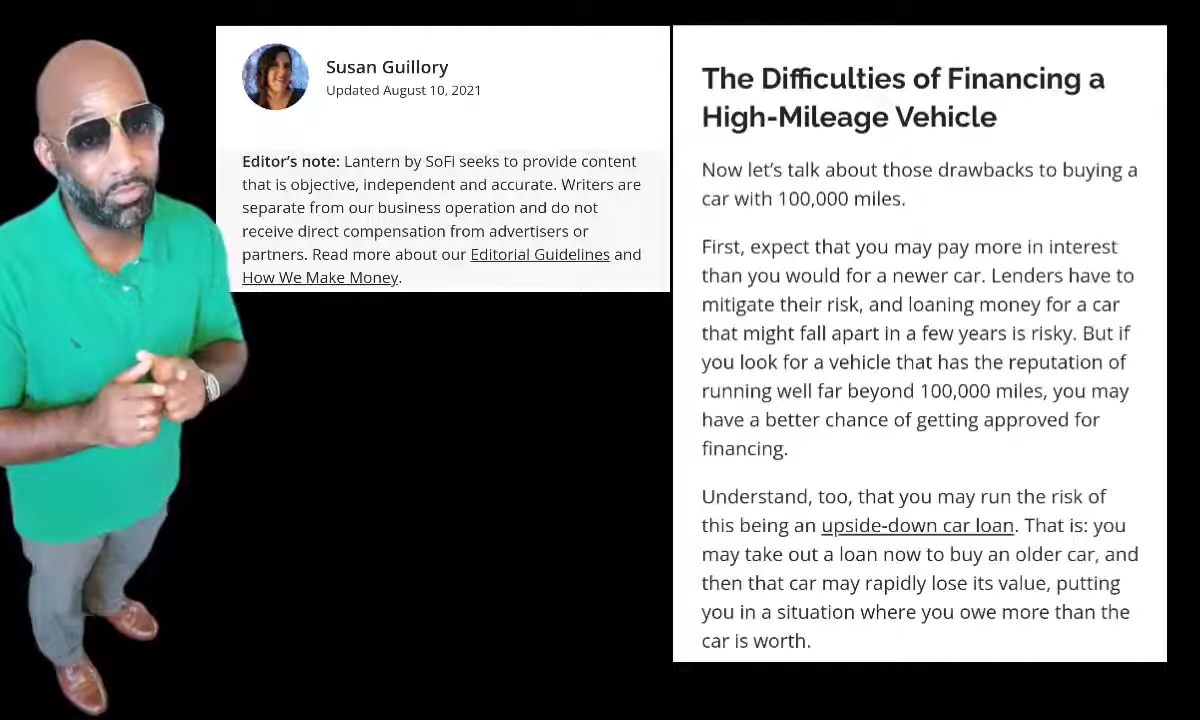 Susan Guillory
Updated August 10, 2021
Editor's note: Lantern by SoFi seeks to provide content
that is objective, independent and accurate. Writers are
separate from our business operation and do not
receive direct compensation from advertisers or
partners. Read more about our Editorial Guidelines and
How We Make Money.
The Difficulties of Financing a
High-Mileage Vehicle
Now let's talk about those drawbacks to buying a
car with 100,000 miles.
First, expect that you may pay more in interest
than you would for a newer car. Lenders have to
mitigate their risk, and loaning money for a car
that might fall apart in a few years is risky. But if
you look for a vehicle that has the reputation of
running well far beyond 100,000 miles, you may
have a better chance of getting approved for
financing.
Understand, too, that you may run the risk of
this being an upside-down car loan. That is: you
may take out a loan now to buy an older car, and
then that car may rapidly lose its value, putting
you in a situation where you owe more than the
car is worth.